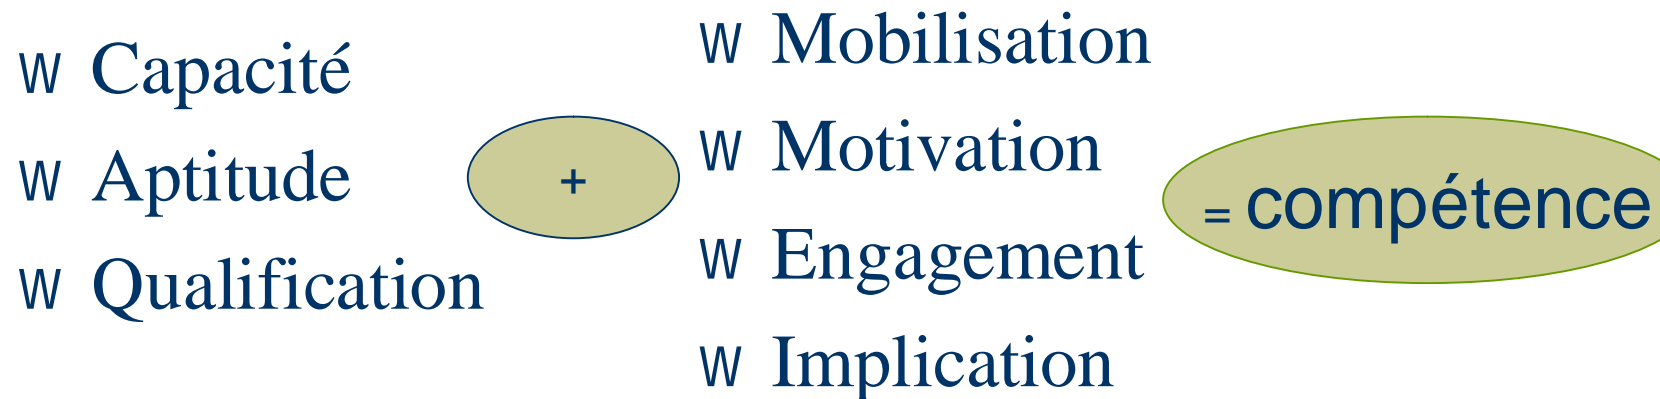 W Capacité
W Aptitude
W Qualification
+
W Mobilisation
W Motivation
W Engagement
W Implication
= compétence